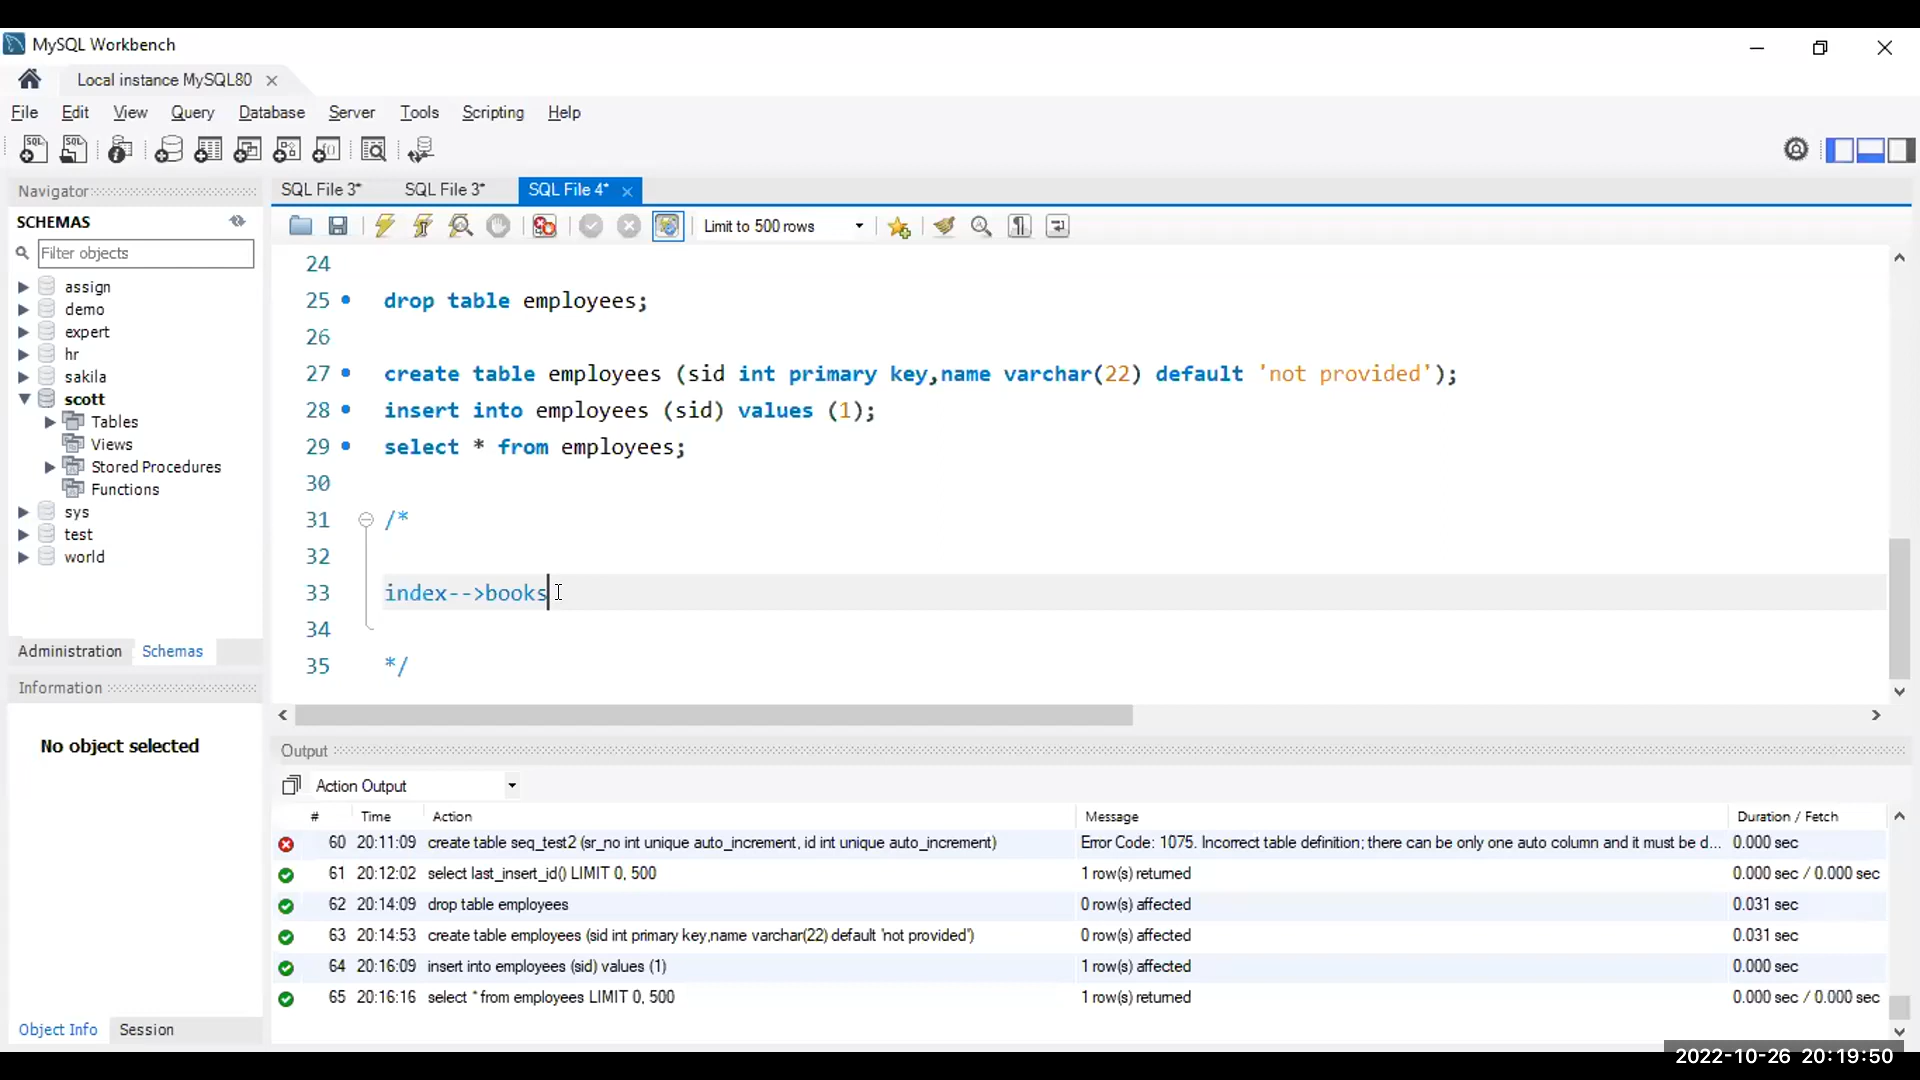 MySQL Workbench
Local instance MySQL80
File Edit View Query Database Server Tools Scripting Help
Navigator
SCHEMAS
Filter objects
assign
demo
expert
hr
sakila
scott
Tables
Views
Stored Procedures
Functions
sys
test
world
Administration Schemas
Information
No object selected
Object Info Session
SQL File 3* SQL File 3* SQL File 4*
Limit to 500 rows
24
25 drop table employees;
26
27 create table employees (sid int primary key,name varchar(22) default 'not provided');
28 insert into employees (sid) values (1);
29 select * from employees;
30
31 /*
32
33 index-->books
34
35 */
Output
Action Output
# Time Action Message Duration / Fetch
60 20:11:09 create table seq_test2 (sr_no int unique auto_increment, id int unique auto_increment) Error Code: 1075. Incorrect table definition; there can be only one auto column and it must be d... 0.000 sec
61 20:12:02 select last_insert_id() LIMIT 0, 500 1 row(s) returned 0.000 sec / 0.000 sec
62 20:14:09 drop table employees 0 row(s) affected 0.031 sec
63 20:14:53 create table employees (sid int primary key,name varchar(22) default 'not provided') 0 row(s) affected 0.031 sec
64 20:16:09 insert into employees (sid) values (1) 1 row(s) affected 0.000 sec
65 20:16:16 select * from employees LIMIT 0, 500 1 row(s) returned 0.000 sec / 0.000 sec
2022-10-26 20:19:50